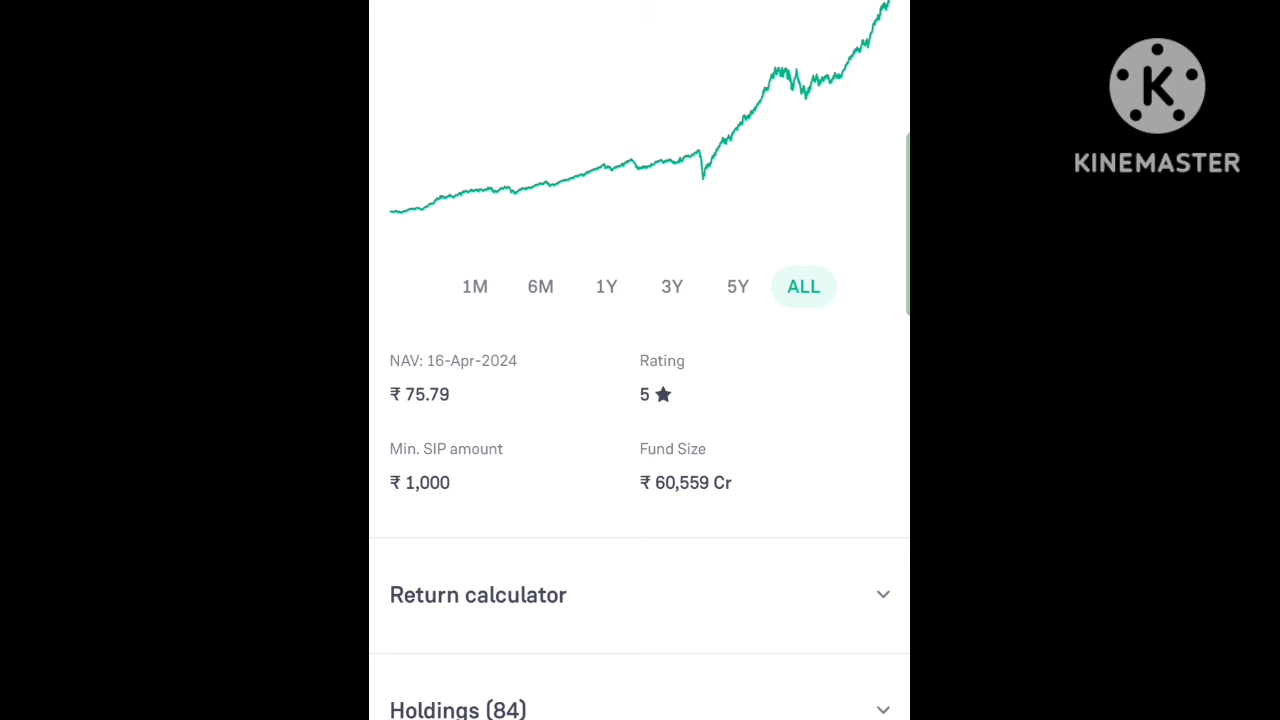 K
KINEMASTER
1M 6M 1Y 3Y 5Y ALL
NAV: 16-Apr-2024 Rating
₹ 75.79 5 ★
Min. SIP amount Fund Size
₹ 1,000 ₹ 60,559 Cr
Return calculator
Holdings (84)